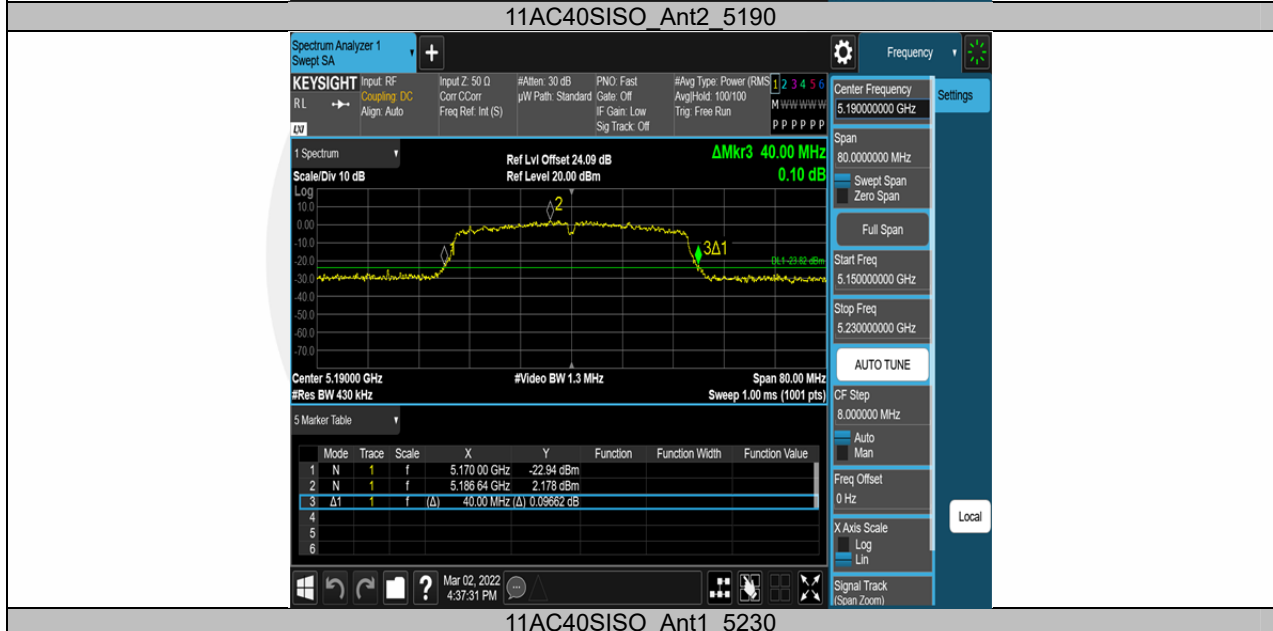 11AC40SISO_Ant2_5190
Spectrum Analyzer 1
Swept SA
+
Frequency
KEYSIGHT
RL
LXI
Input: RF
Coupling: DC
Align: Auto
Input Z: 50 Ω
Corr CCorr
Freq Ref: Int (S)
#Atten: 30 dB
µW Path: Standard
PNO: Fast
Gate: Off
IF Gain: Low
Sig Track: Off
#Avg Type: Power (RMS
Avg|Hold: 100/100
Trig: Free Run
1 2 3 4 5 6
M W W W W W
P P P P P P
1 Spectrum
Scale/Div 10 dB
Ref Lvl Offset 24.09 dB
Ref Level 20.00 dBm
ΔMkr3 40.00 MHz
0.10 dB
Log
10.0
0.00
-10.0
-20.0
-30.0
-40.0
-50.0
-60.0
-70.0
1
2
3Δ1
DL1 -23.82 dBm
Center 5.19000 GHz
#Res BW 430 kHz
#Video BW 1.3 MHz
Span 80.00 MHz
Sweep 1.00 ms (1001 pts)
5 Marker Table
Mode Trace Scale X Y Function Function Width Function Value
1 N 1 f 5.170 00 GHz -22.94 dBm
2 N 1 f 5.186 64 GHz 2.178 dBm
3 Δ1 1 f (Δ) 40.00 MHz (Δ) 0.09662 dB
4
5
6
Mar 02, 2022
4:37:31 PM
?
Center Frequency
5.190000000 GHz
Settings
Span
80.0000000 MHz
Swept Span
Zero Span
Full Span
Start Freq
5.150000000 GHz
Stop Freq
5.230000000 GHz
AUTO TUNE
CF Step
8.000000 MHz
Auto
Man
Freq Offset
0 Hz
X Axis Scale
Log
Lin
Local
Signal Track
(Span Zoom)
11AC40SISO_Ant1_5230